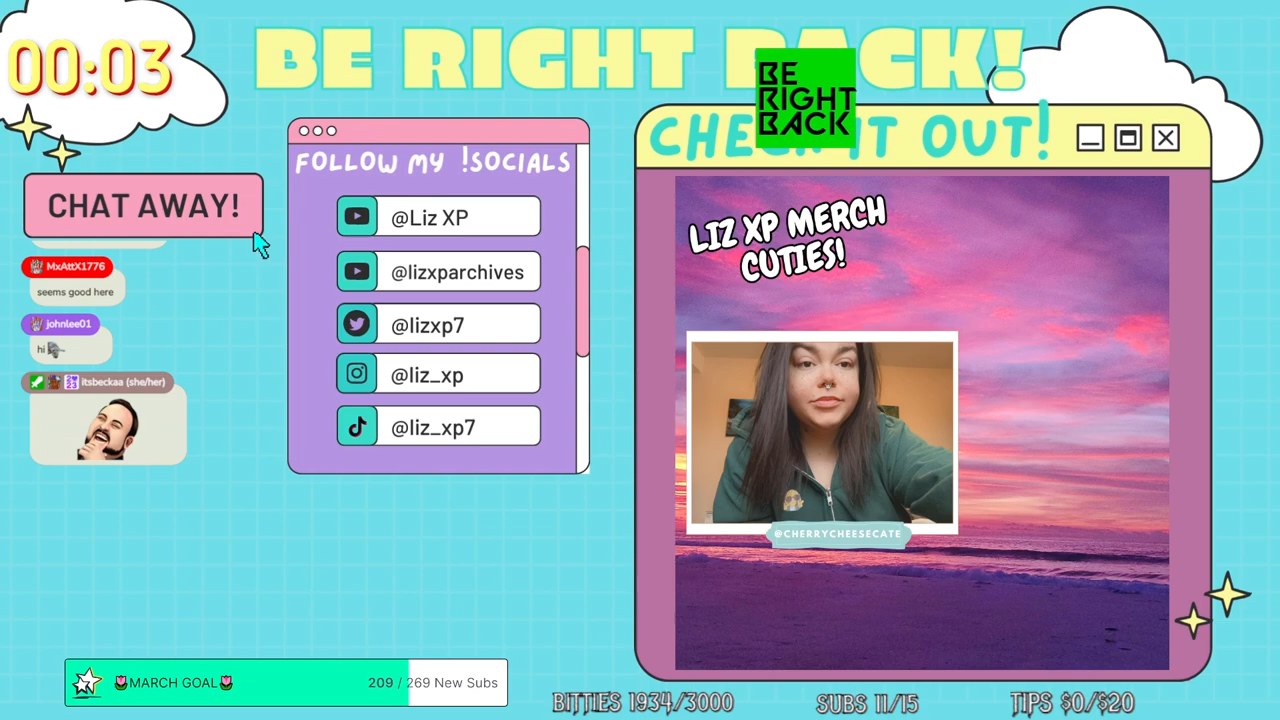 00:03
BE RIGHT BACK!
BE
RIGHT
BACK
CHECK IT OUT!
CHAT AWAY!
MxAttX1776
seems good here
johnlee01
hi
itsbeckaa (she/her)
FOLLOW MY !SOCIALS
@Liz XP
@lizxparchives
@lizxp7
@liz_xp
@liz_xp7
LIZ XP MERCH
CUTIES!
@CHERRYCHEESECATE
🌷MARCH GOAL🌷 209 / 269 New Subs
BITTIES 1934/3000
SUBS 11/15
TIPS $0/$20